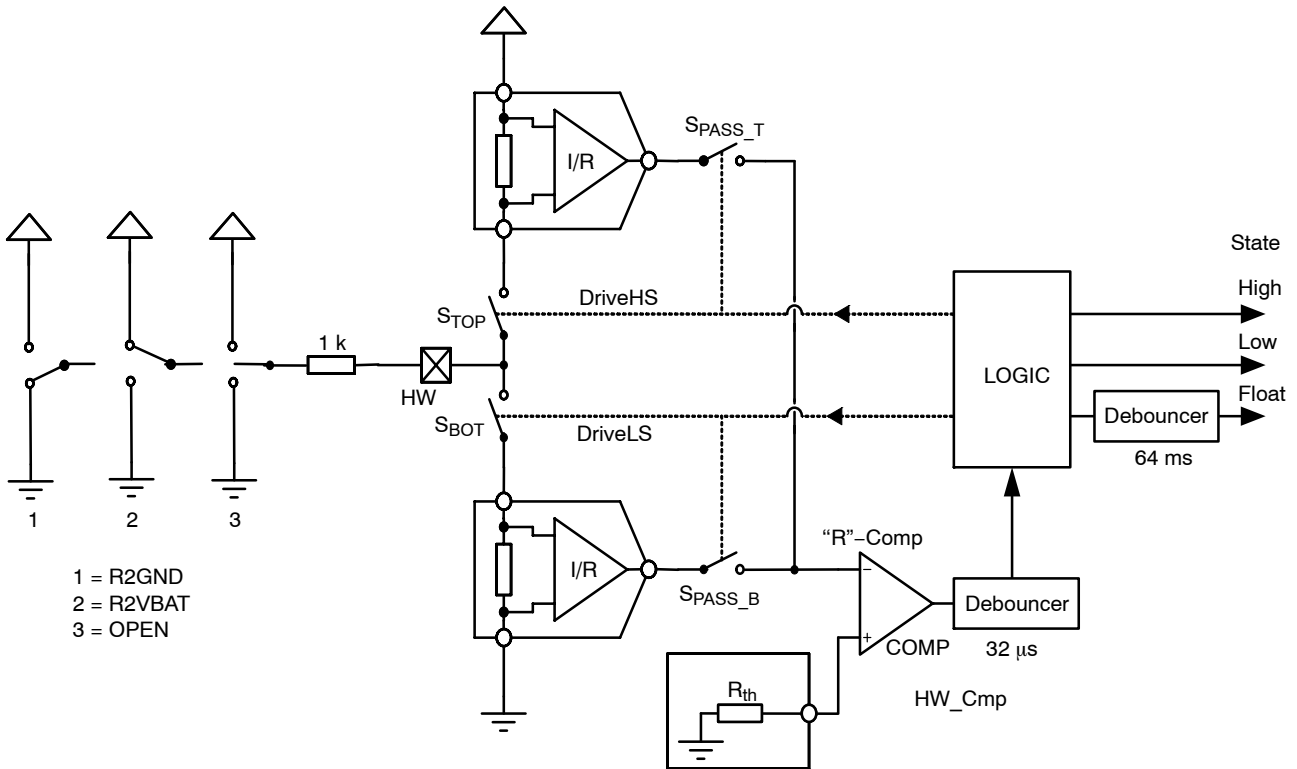 SPASS_T
I/R
State
High
DriveHS
STOP
1 k
Low
LOGIC
HW
Float
SBOT
DriveLS
Debouncer
64 ms
1
2
3
“R”−Comp
−
I/R
1 = R2GND
2 = R2VBAT
3 = OPEN
SPASS_B
Debouncer
+
COMP
32 μs
Rth
HW_Cmp